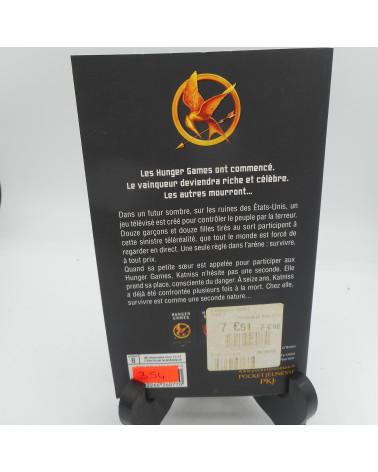 Les Hunger Games ont commencé.
Le vainqueur deviendra riche et célèbre.
Les autres mourront...
Dans un futur sombre, sur les ruines des États-Unis, un
jeu télévisé est créé pour contrôler le peuple par la terreur.
Douze garçons et douze filles tirés au sort participent à
cette sinistre téléréalité, que tout le monde est forcé de
regarder en direct. Une seule règle dans l'arène : survivre,
à tout prix.
Quand sa petite sœur est appelée pour participer aux
Hunger Games, Katniss n'hésite pas une seconde. Elle
prend sa place, consciente du danger. À seize ans, Katniss
a déjà été confrontée plusieurs fois à la mort. Chez elle,
survivre est comme une seconde nature...
HUNGER
GAMES
7 €51
354
POCKET JEUNESSE
PKJ